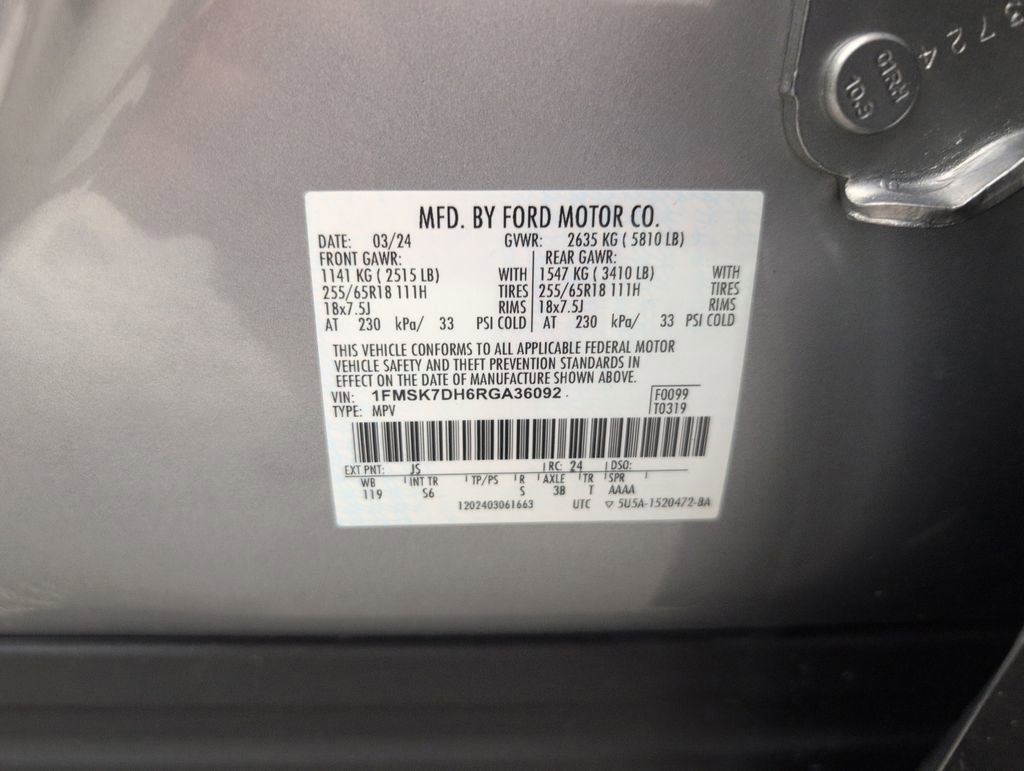 3724
01RH
10.9
MFD. BY FORD MOTOR CO.
DATE: 03/24 GVWR: 2635 KG ( 5810 LB)
FRONT GAWR: REAR GAWR:
1141 KG ( 2515 LB) WITH 1547 KG ( 3410 LB) WITH
255/65R18 111H TIRES 255/65R18 111H TIRES
18x7.5J RIMS 18x7.5J RIMS
AT 230 kPa/ 33 PSI COLD AT 230 kPa/ 33 PSI COLD
THIS VEHICLE CONFORMS TO ALL APPLICABLE FEDERAL MOTOR
VEHICLE SAFETY AND THEFT PREVENTION STANDARDS IN
EFFECT ON THE DATE OF MANUFACTURE SHOWN ABOVE.
VIN: 1FMSK7DH6RGA36092 F0099
TYPE: MPV T0319
EXT PNT: JS RC: 24 DSO:
WB INT TR TP/PS R AXLE TR SPR
119 S6 S 3B T AAAA
1202403061663 UTC ▽ 5U5A-1520472-BA